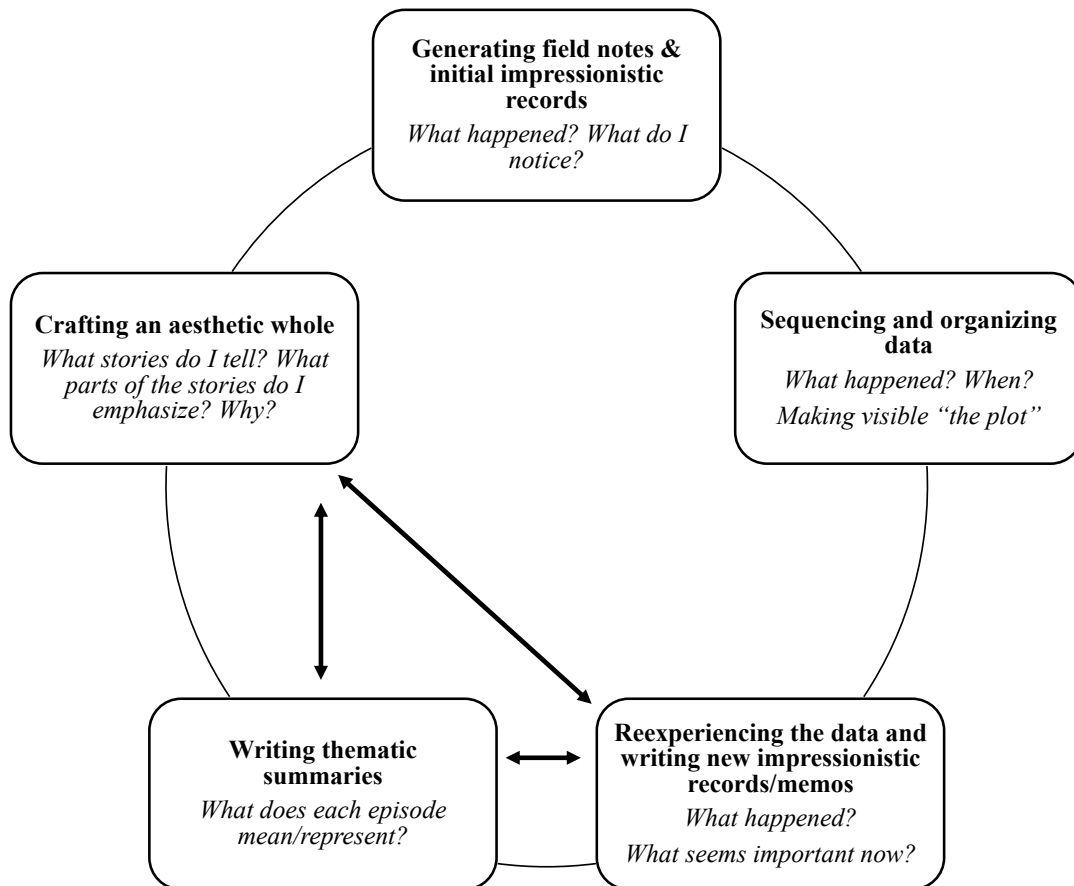 Generating field notes &
initial impressionistic
records
What happened? What do I
notice?
Sequencing and organizing
data
What happened? When?
Making visible “the plot”
Reexperiencing the data and
writing new impressionistic
records/memos
What happened?
What seems important now?
Writing thematic
summaries
What does each episode
mean/represent?
Crafting an aesthetic whole
What stories do I tell? What
parts of the stories do I
emphasize? Why?